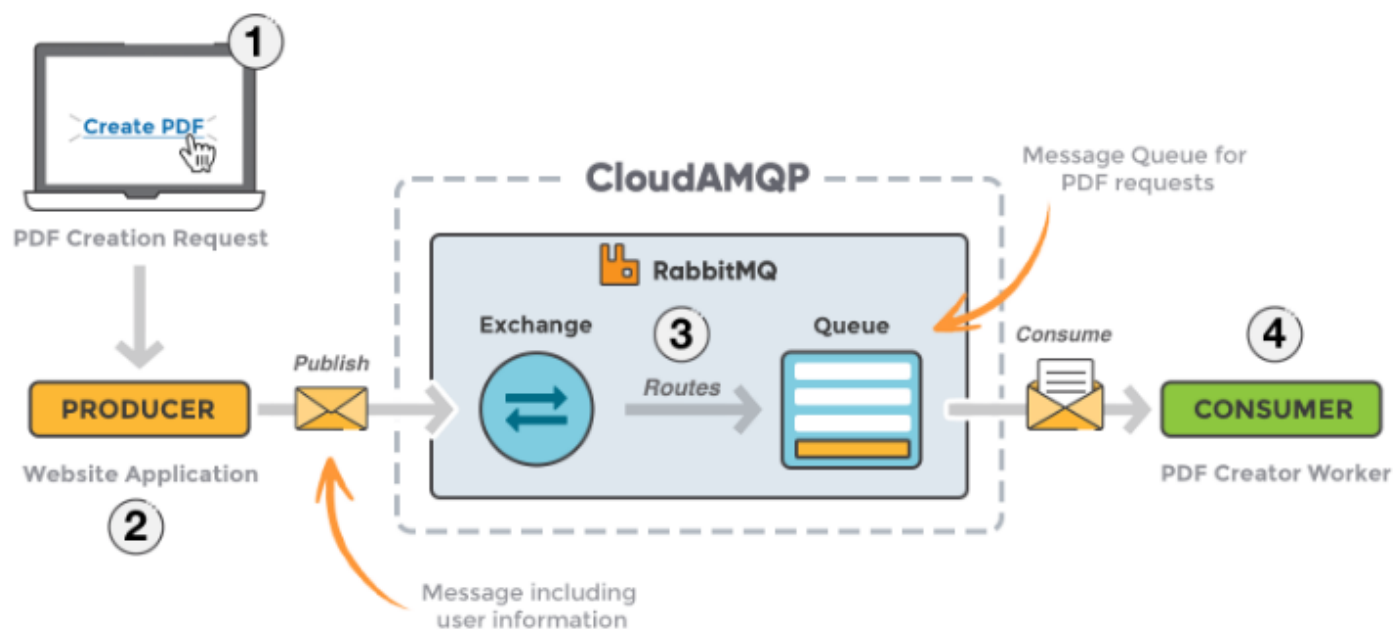 1
Create PDF
PDF Creation Request
CloudAMQP
Message Queue for
PDF requests
RabbitMQ
Exchange
3
Queue
Publish
Routes
Consume
4
PRODUCER
CONSUMER
Website Application
PDF Creator Worker
2
Message including
user information